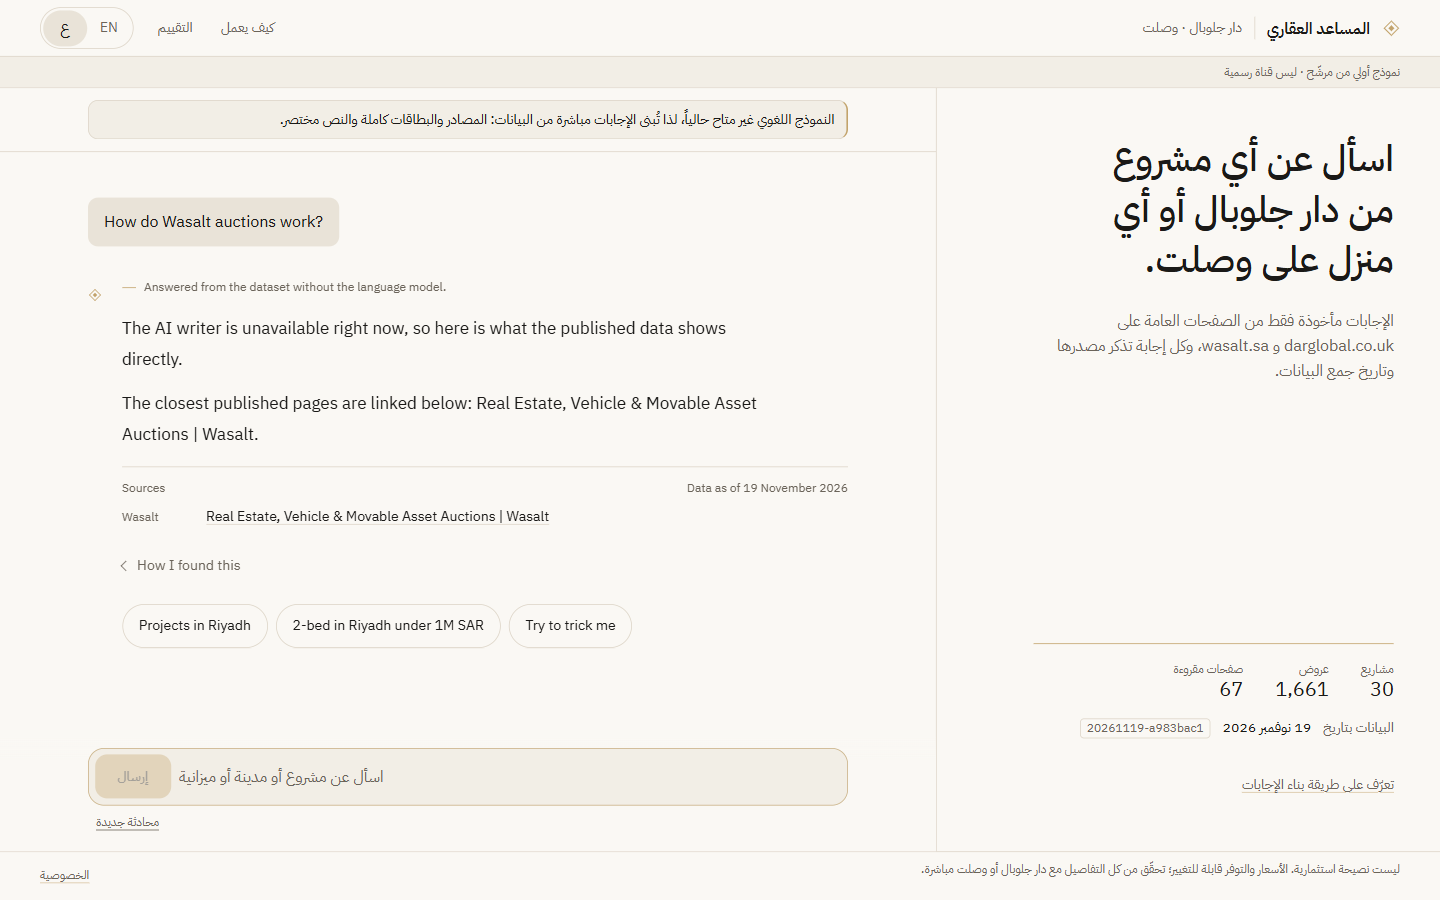 المساعد العقاري
دار جلوبال · وصلت
كيف يعمل
التقييم
EN
ع
نموذج أولي من مرشّح · ليس قناة رسمية
اسأل عن أي مشروع
من دار جلوبال أو أي
منزل على وصلت.
الإجابات مأخوذة فقط من الصفحات العامة على
darglobal.co.uk و wasalt.sa، وكل إجابة تذكر مصدرها
وتاريخ جمع البيانات.
مشاريع
30
عروض
1,661
صفحات مقروءة
67
البيانات بتاريخ 19 نوفمبر 2026 20261119-a983bac1
تعرّف على طريقة بناء الإجابات
النموذج اللغوي غير متاح حالياً، لذا تُبنى الإجابات مباشرة من البيانات: المصادر والبطاقات كاملة والنص مختصر.
How do Wasalt auctions work?
— Answered from the dataset without the language model.
The AI writer is unavailable right now, so here is what the published data shows
directly.
The closest published pages are linked below: Real Estate, Vehicle & Movable Asset
Auctions | Wasalt.
Sources
Data as of 19 November 2026
Wasalt
Real Estate, Vehicle & Movable Asset Auctions | Wasalt
How I found this
Projects in Riyadh
2-bed in Riyadh under 1M SAR
Try to trick me
اسأل عن مشروع أو مدينة أو ميزانية
إرسال
محادثة جديدة
ليست نصيحة استثمارية. الأسعار والتوفر قابلة للتغيير؛ تحقّق من كل التفاصيل مع دار جلوبال أو وصلت مباشرة.
الخصوصية